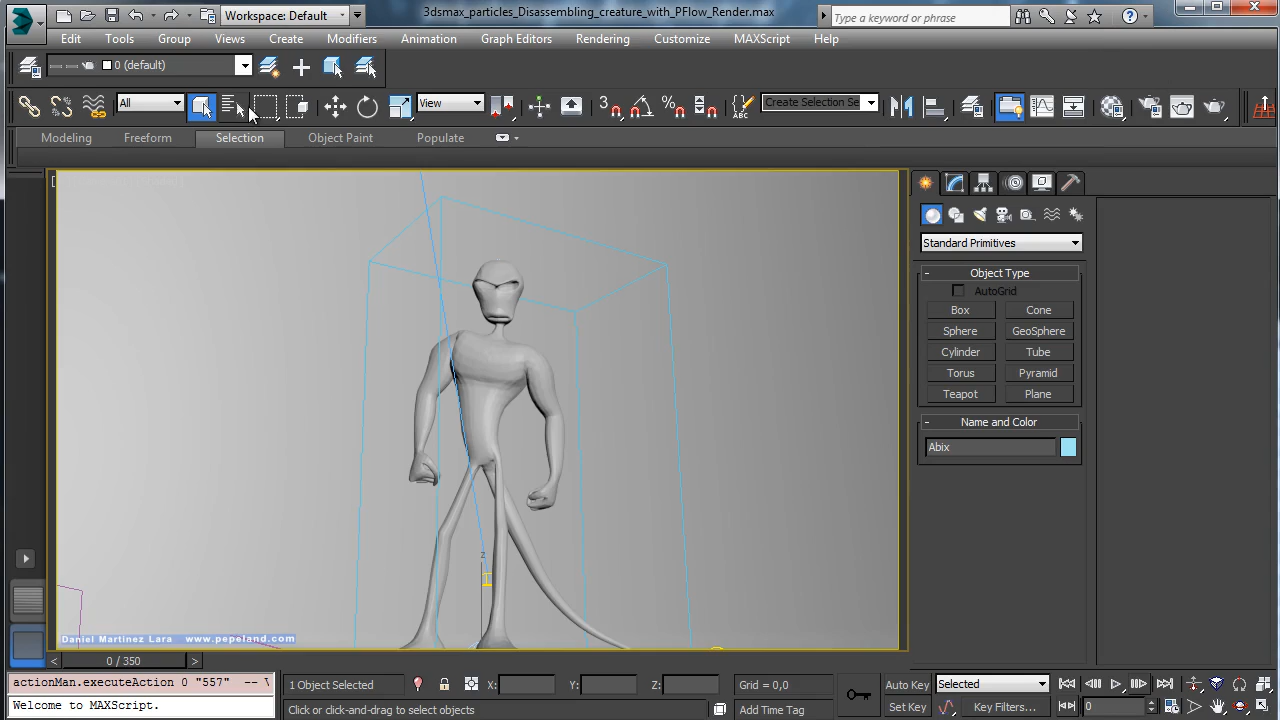 Workspace: Default
3dsmax_particles_Disassembling_creature_with_PFlow_Render.max
Type a keyword or phrase
Edit Tools Group Views Create Modifiers Animation Graph Editors Rendering Customize MAXScript Help
0 (default)
All
View
3
ABC
Create Selection Se
Modeling Freeform Selection Object Paint Populate
[
Standard Primitives
- Object Type
AutoGrid
Box Cone
Sphere GeoSphere
Cylinder Tube
Torus Pyramid
Teapot Plane
- Name and Color
Abix
z
Daniel Martinez Lara www.pepeland.com
< 0 / 350 >
actionMan.executeAction 0 "557" -- \
Welcome to MAXScript.
1 Object Selected
X: Y: Z:
Grid = 0,0
Auto Key
Selected
Click or click-and-drag to select objects
Add Time Tag
Set Key
Key Filters...
0